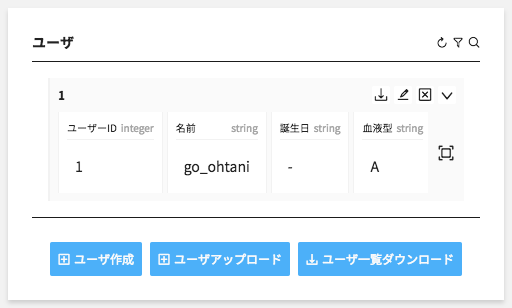 ユーザ
1
ユーザーID integer 名前 string 誕生日 string 血液型 string
1 go_ohtani - A
ユーザ作成 ユーザアップロード ユーザ一覧ダウンロード